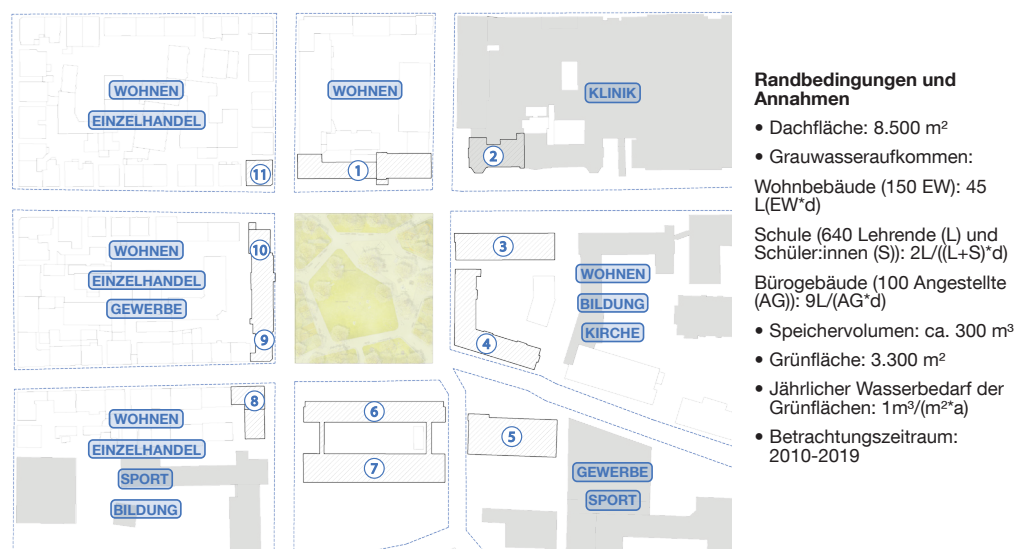 WOHNEN
EINZELHANDEL
11
WOHNEN
1
KLINIK
2
WOHNEN
EINZELHANDEL
GEWERBE
10
9
3
4
WOHNEN
BILDUNG
KIRCHE
WOHNEN
EINZELHANDEL
SPORT
BILDUNG
8
6
7
5
GEWERBE
SPORT
Randbedingungen und
Annahmen
• Dachfläche: 8.500 m²
• Grauwasseraufkommen:
Wohnbebäude (150 EW): 45
L(EW*d)
Schule (640 Lehrende (L) und
Schüler:innen (S)): 2L/((L+S)*d)
Bürogebäude (100 Angestellte
(AG)): 9L/(AG*d)
• Speichervolumen: ca. 300 m³
• Grünfläche: 3.300 m²
• Jährlicher Wasserbedarf der
Grünflächen: 1m³/(m²*a)
• Betrachtungszeitraum:
2010-2019